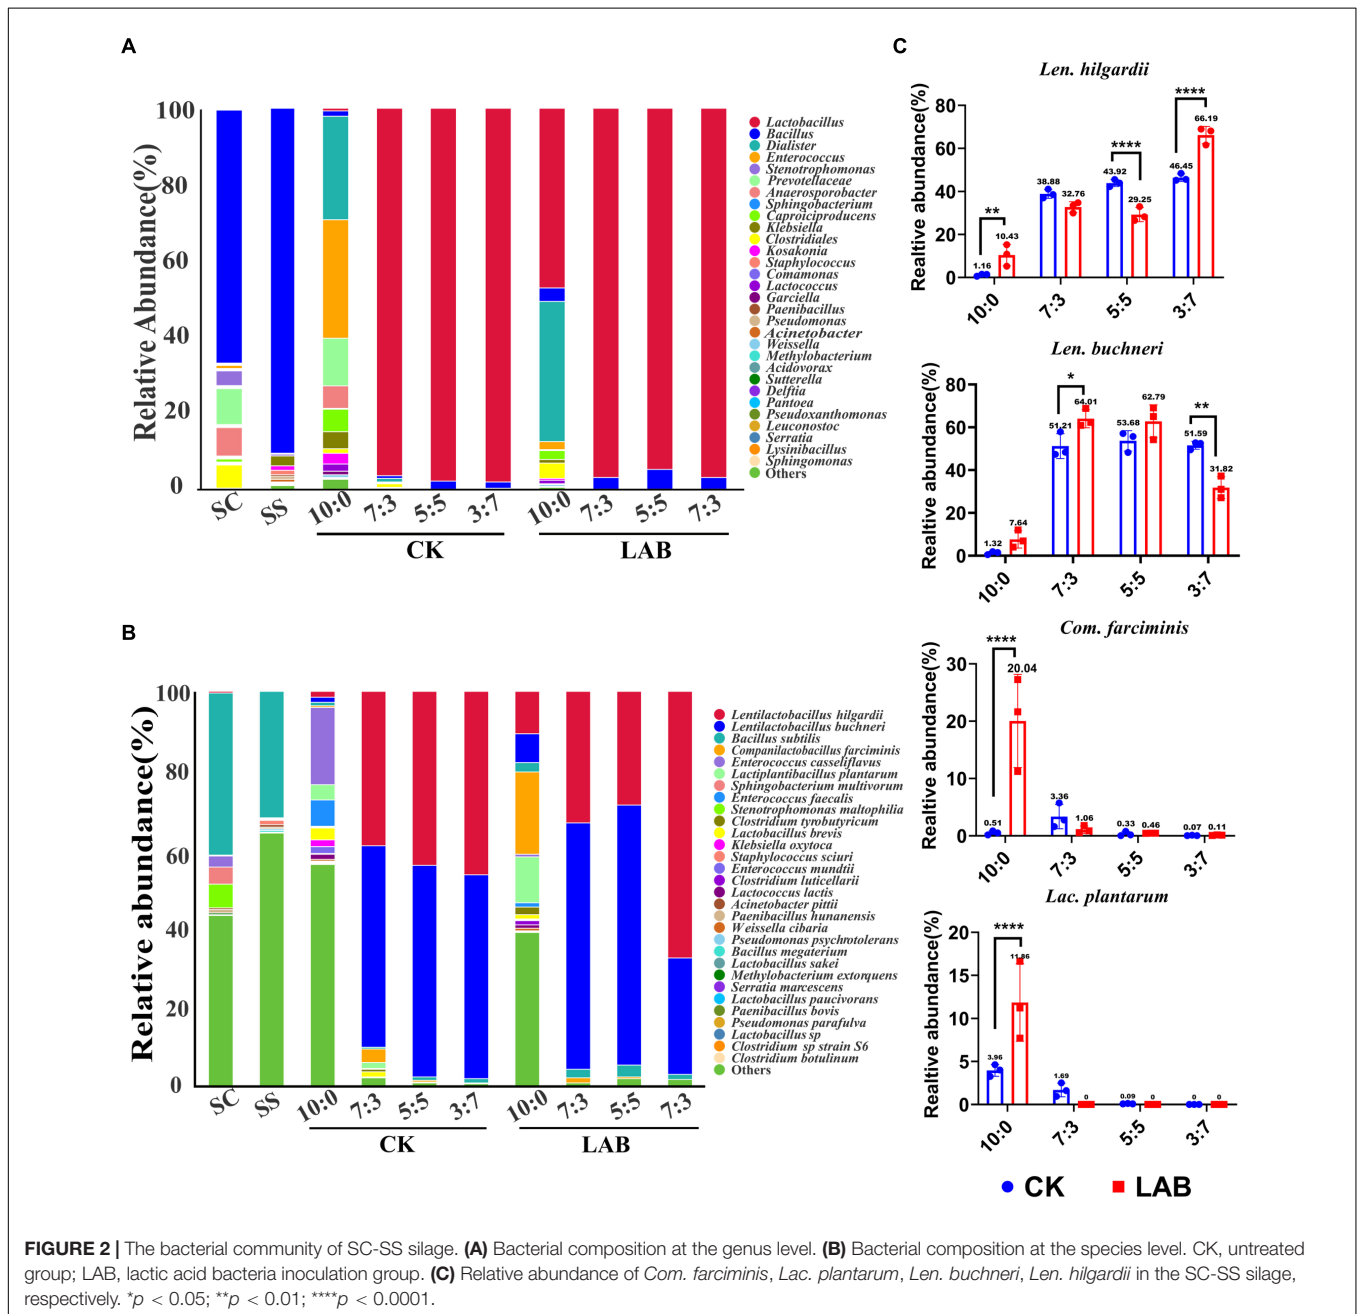 A
Relative Abundance(%)
100
80
60
40
20
0
SC
SS
10:0
7:3
5:5
3:7
10:0
7:3
5:5
7:3
CK
LAB
Lactobacillus
Bacillus
Dialister
Enterococcus
Stenotrophomonas
Prevotellaceae
Anaerosporobacter
Sphingobacterium
Caproiciproducens
Klebsiella
Clostridiales
Kosakonia
Staphylococcus
Comamonas
Lactococcus
Garciella
Paenibacillus
Pseudomonas
Acinetobacter
Weissella
Methylobacterium
Acidovorax
Sutterella
Delftia
Pantoea
Pseudoxanthomonas
Leuconostoc
Serratia
Lysinibacillus
Sphingomonas
Others
B
Relative abundance(%)
100
80
60
40
20
0
SC
SS
10:0
7:3
5:5
3:7
10:0
7:3
5:5
7:3
CK
LAB
Lentilactobacillus hilgardii
Lentilactobacillus buchneri
Bacillus subtilis
Companilactobacillus farciminis
Enterococcus casseliflavus
Lactiplantibacillus plantarum
Sphingobacterium multivorum
Enterococcus faecalis
Stenotrophomonas maltophilia
Clostridium tyrobutyricum
Lactobacillus brevis
Klebsiella oxytoca
Staphylococcus sciuri
Enterococcus mundtii
Clostridium luticellarii
Lactococcus lactis
Acinetobacter pittii
Paenibacillus hunanensis
Weissella cibaria
Pseudomonas psychrotolerans
Bacillus megaterium
Lactobacillus sakei
Methylobacterium extorquens
Serratia marcescens
Lactobacillus paucivorans
Paenibacillus bovis
Pseudomonas parafulva
Lactobacillus sp
Clostridium sp strain S6
Clostridium botulinum
Others
C
Len. hilgardii
Realtive abundance(%)
80
60
40
20
0
1.16
**
10.43
38.88
32.76
43.92
****
29.25
46.45
****
66.19
10:0
7:3
5:5
3:7
Len. buchneri
Realtive abundance(%)
80
60
40
20
0
1.32
7.64
51.21
*
64.01
53.68
62.79
51.59
**
31.82
10:0
7:3
5:5
3:7
Com. farciminis
Realtive abundance(%)
30
20
10
0
0.51
****
20.04
3.36
1.06
0.33
0.46
0.07
0.11
10:0
7:3
5:5
3:7
Lac. plantarum
Realtive abundance(%)
20
15
10
5
0
3.96
****
11.86
1.69
0
0.09
0
0
0
10:0
7:3
5:5
3:7
CK
LAB
FIGURE 2 | The bacterial community of SC-SS silage. (A) Bacterial composition at the genus level. (B) Bacterial composition at the species level. CK, untreated
group; LAB, lactic acid bacteria inoculation group. (C) Relative abundance of Com. farciminis, Lac. plantarum, Len. buchneri, Len. hilgardii in the SC-SS silage,
respectively. *p < 0.05; **p < 0.01; ****p < 0.0001.